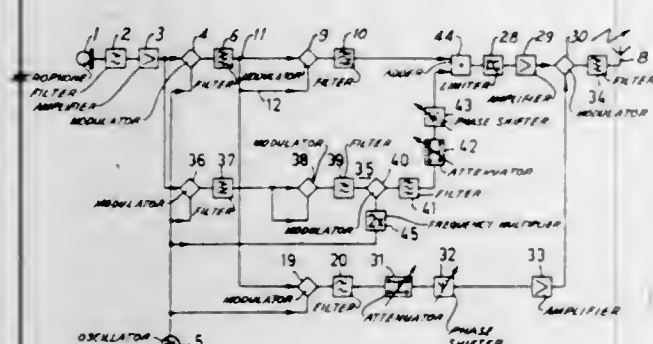 1 2 3 4 6 11 9 10 44 28 29 30 8
ROPHONE
FILTER
AMPLIFIER
MODULATOR
FILTER
MODULATOR
12
FILTER
ADDER
LIMITER
AMPLIFIER
MODULATOR
34
FILTER
43
PHASE SHIFTER
42
ATTENUATOR
36 37
MODULATOR
FILTER
MODULATOR
FILTER
38 39 35 40
MODULATOR
41
FILTER
2x
45
FREQUENCY MULTIPLIER
19 20 31 32 33
MODULATOR
FILTER
ATTENUATOR
PHASE
SHIFTER
AMPLIFIER
OSCILLATOR
5